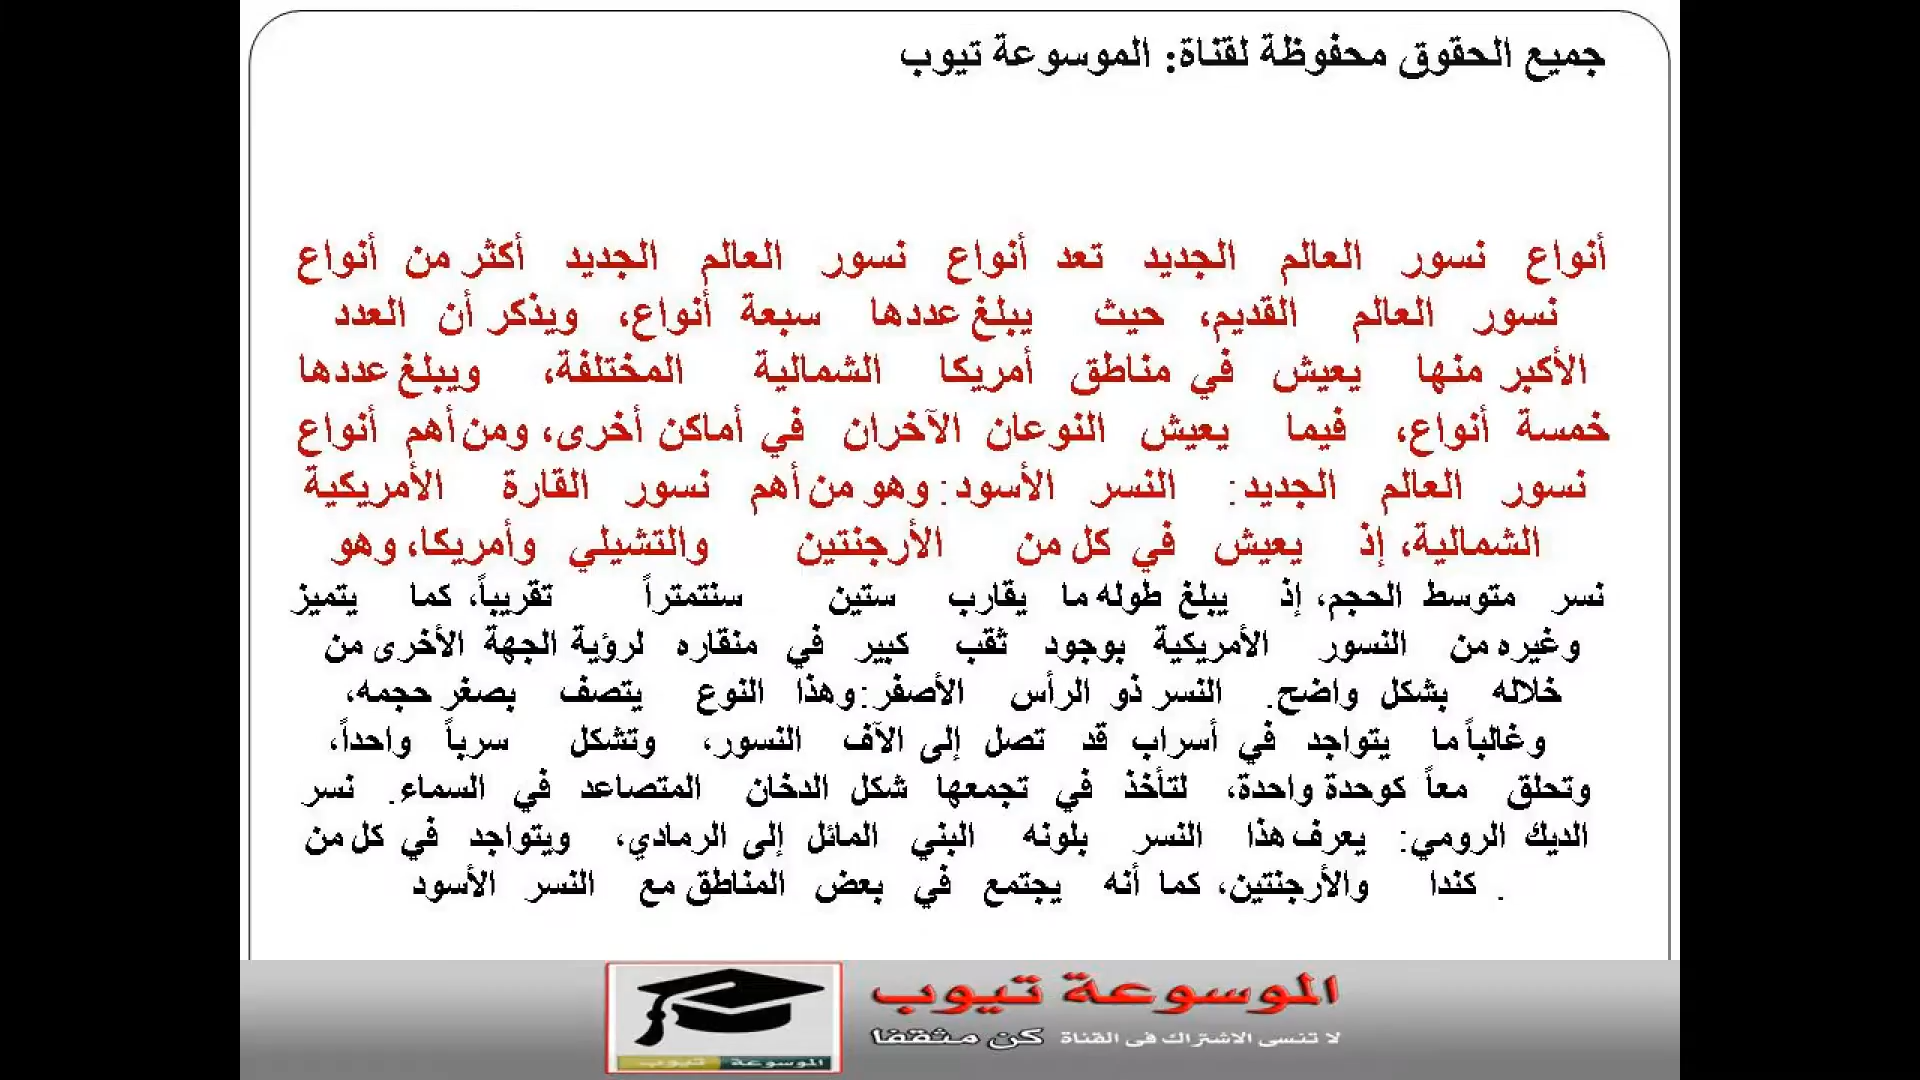 جميع الحقوق محفوظة لقناة: الموسوعة تيوب
أنواع نسور العالم الجديد تعد أنواع نسور العالم الجديد أكثر من أنواع
نسور العالم القديم، حيث يبلغ عددها سبعة أنواع، ويذكر أن العدد
الأكبر منها يعيش في مناطق أمريكا الشمالية المختلفة، ويبلغ عددها
خمسة أنواع، فيما يعيش النوعان الآخران في أماكن أخرى، ومن أهم أنواع
نسور العالم الجديد: النسر الأسود: وهو من أهم نسور القارة الأمريكية
الشمالية، إذ يعيش في كل من الأرجنتين والتشيلي وأمريكا، وهو
نسر متوسط الحجم، إذ يبلغ طوله ما يقارب ستين سنتمتراً تقريباً، كما يتميز
وغيره من النسور الأمريكية بوجود ثقب كبير في منقاره لرؤية الجهة الأخرى من
خلاله بشكل واضح. النسر ذو الرأس الأصفر: وهذا النوع يتصف بصغر حجمه،
وغالباً ما يتواجد في أسراب قد تصل إلى الآف النسور، وتشكل سرباً واحداً،
وتحلق معاً كوحدة واحدة، لتأخذ في تجمعها شكل الدخان المتصاعد في السماء. نسر
الديك الرومي: يعرف هذا النسر بلونه البني المائل إلى الرمادي، ويتواجد في كل من
. كندا والأرجنتين، كما أنه يجتمع في بعض المناطق مع النسر الأسود
الموسوعة تيوب
لا تنسى الاشتراك فى القناة كن مثقفا
الموسوعة تيوب